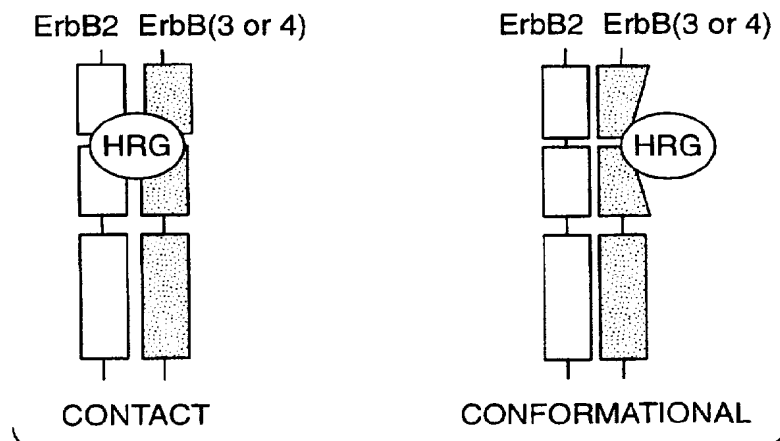 ErbB2 ErbB(3 or 4)
HRG
CONTACT
ErbB2 ErbB(3 or 4)
HRG
CONFORMATIONAL